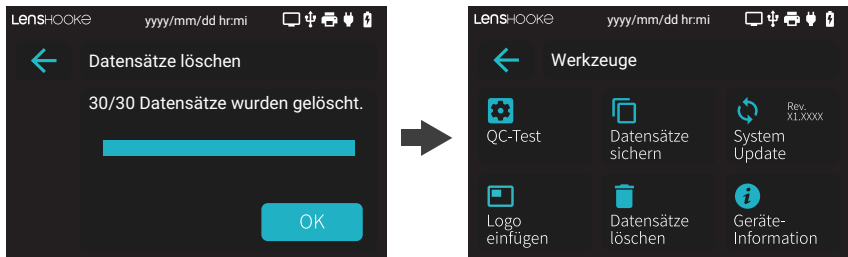 LENSHOOKE yyyy/mm/dd hr:mi
Datensätze löschen
30/30 Datensätze wurden gelöscht.
OK
LENSHOOKE yyyy/mm/dd hr:mi
Werkzeuge
QC-Test
Datensätze
sichern
Rev.
X1.XXXX
System
Update
Logo
einfügen
Datensätze
löschen
Geräte-
Information